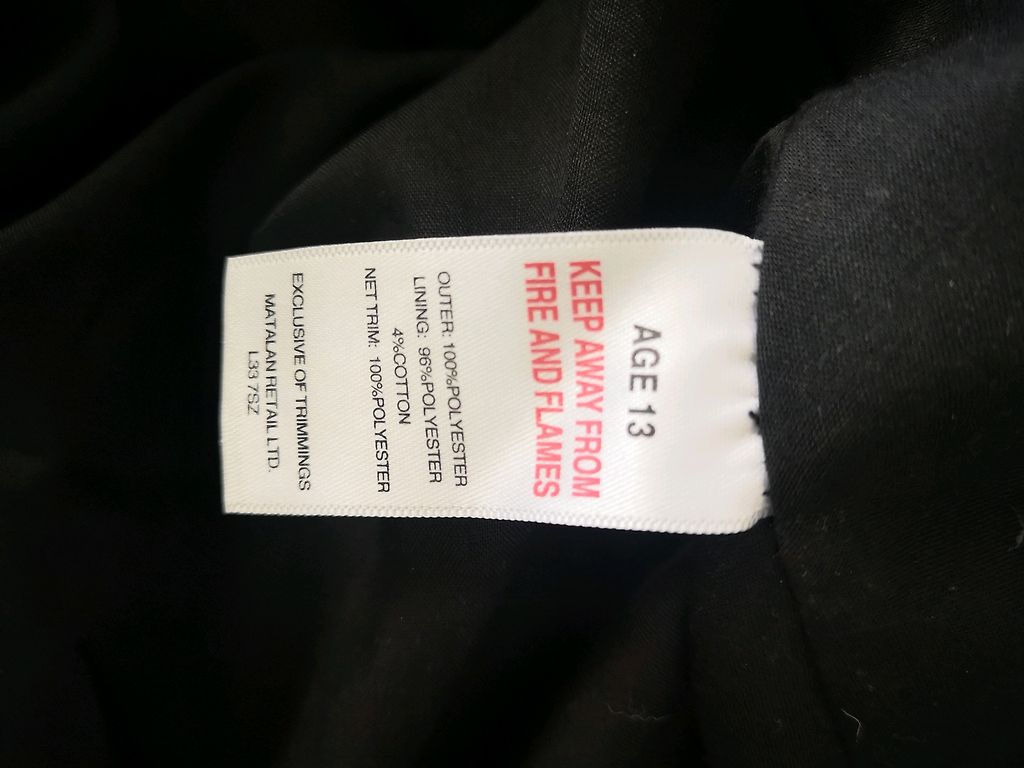 AGE 13
KEEP AWAY FROM
FIRE AND FLAMES
OUTER: 100%POLYESTER
LINING: 96%POLYESTER
4%COTTON
NET TRIM: 100%POLYESTER
EXCLUSIVE OF TRIMMINGS
MATALAN RETAIL LTD.
L33 7SZ